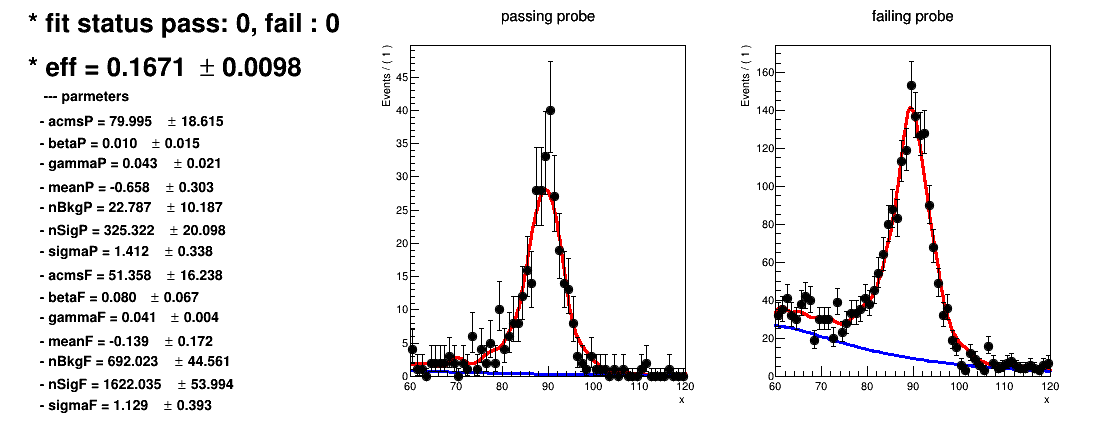 * fit status pass: 0, fail : 0
* eff = 0.1671 ± 0.0098
--- parmeters
- acmsP = 79.995 ± 18.615
- betaP = 0.010 ± 0.015
- gammaP = 0.043 ± 0.021
- meanP = -0.658 ± 0.303
- nBkgP = 22.787 ± 10.187
- nSigP = 325.322 ± 20.098
- sigmaP = 1.412 ± 0.338
- acmsF = 51.358 ± 16.238
- betaF = 0.080 ± 0.067
- gammaF = 0.041 ± 0.004
- meanF = -0.139 ± 0.172
- nBkgF = 692.023 ± 44.561
- nSigF = 1622.035 ± 53.994
- sigmaF = 1.129 ± 0.393
passing probe
Events / ( 1 )
45
40
35
30
25
20
15
10
5
0
60 70 80 90 100 110 120
x
failing probe
Events / ( 1 )
160
140
120
100
80
60
40
20
0
60 70 80 90 100 110 120
x